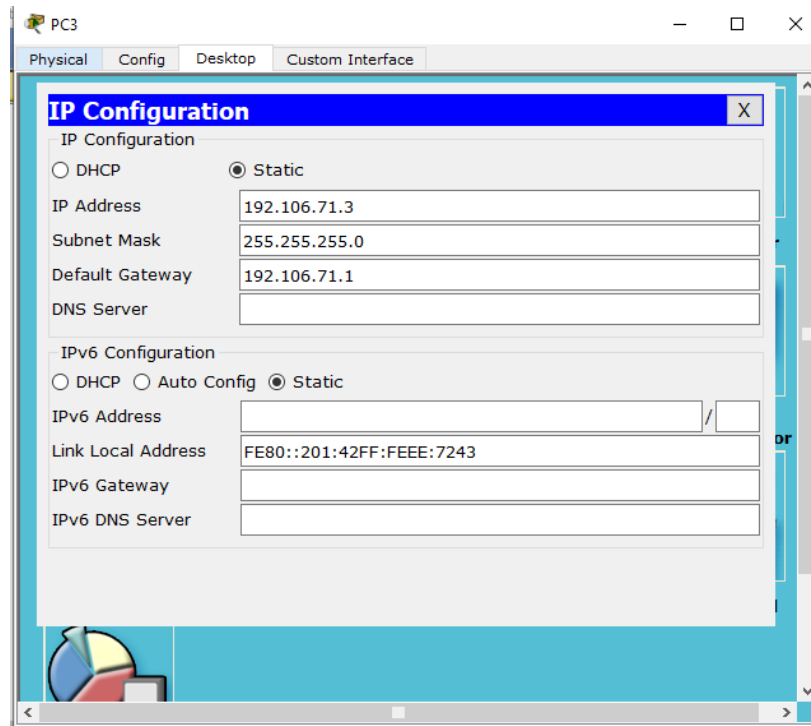 PC3
Physical Config Desktop Custom Interface
IP Configuration X
IP Configuration
DHCP Static
IP Address 192.106.71.3
Subnet Mask 255.255.255.0
Default Gateway 192.106.71.1
DNS Server
IPv6 Configuration
DHCP Auto Config Static
IPv6 Address /
Link Local Address FE80::201:42FF:FEEE:7243
IPv6 Gateway
IPv6 DNS Server
or